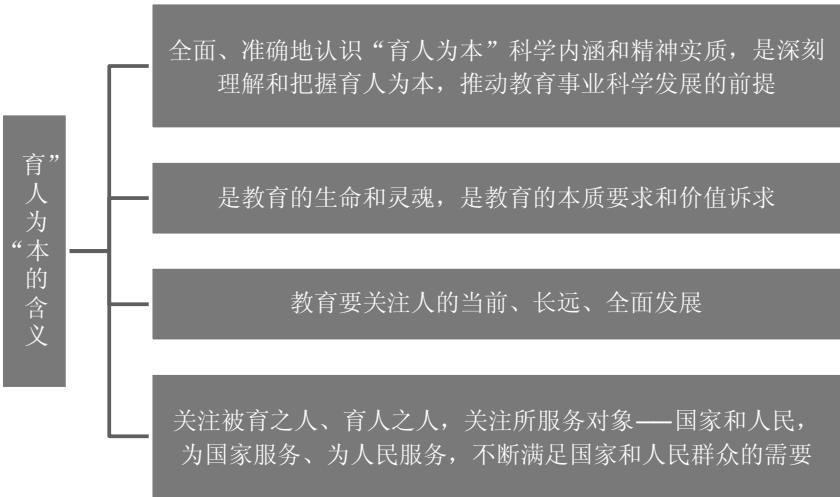 “育人为本”的含义
全面、准确地认识“育人为本”科学内涵和精神实质，是深刻
理解和把握育人为本，推动教育事业科学发展的前提
是教育的生命和灵魂，是教育的本质要求和价值诉求
教育要关注人的当前、长远、全面发展
关注被育之人、育人之人，关注所服务对象——国家和人民，
为国家服务、为人民服务，不断满足国家和人民群众的需要